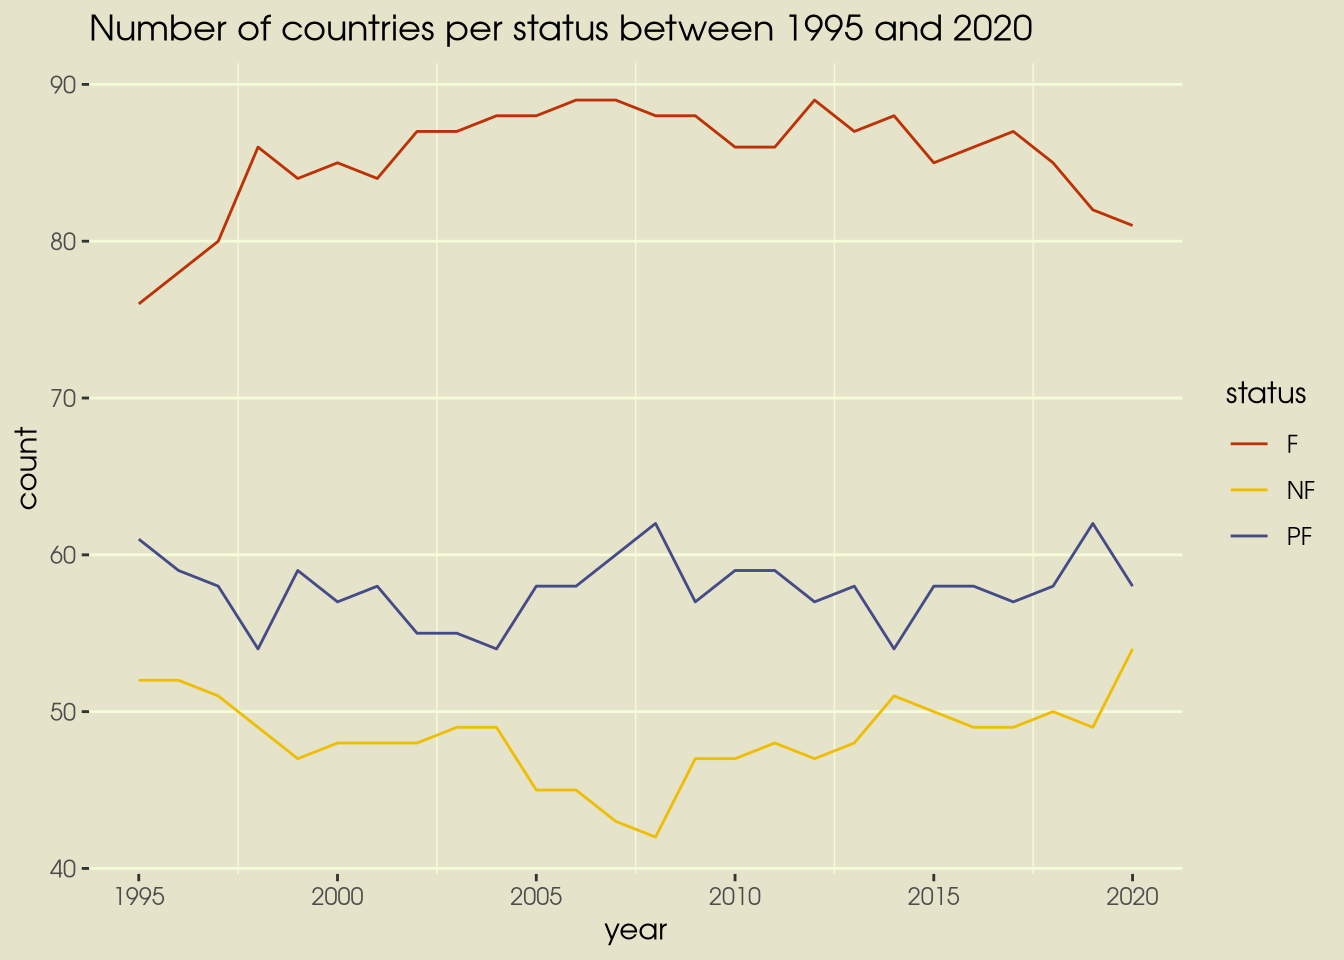 Number of countries per status between 1995 and 2020
90
80
70
60
50
40
count
1995 2000 2005 2010 2015 2020
year
status
F
NF
PF